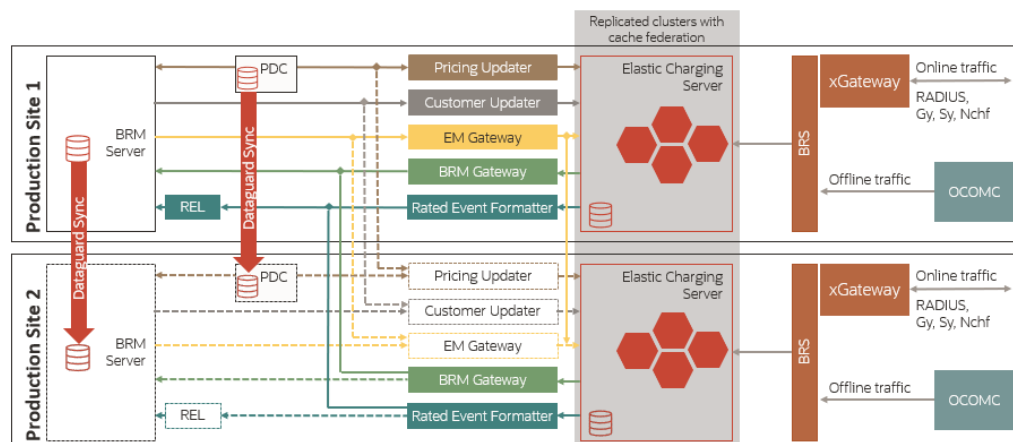 Replicated clusters with
cache federation
Production Site 1
BRM
Server
Dataguard Sync
PDC
Dataguard Sync
REL
Pricing Updater
Customer Updater
EM Gateway
BRM Gateway
Rated Event Formatter
Elastic Charging
Server
BRS
xGateway
Online traffic
RADIUS,
Gy, Sy, Nchf
Offline traffic
OCOMC
Production Site 2
BRM
Server
PDC
REL
Pricing Updater
Customer Updater
EM Gateway
BRM Gateway
Rated Event Formatter
Elastic Charging
Server
BRS
xGateway
Online traffic
RADIUS,
Gy, Sy, Nchf
Offline traffic
OCOMC